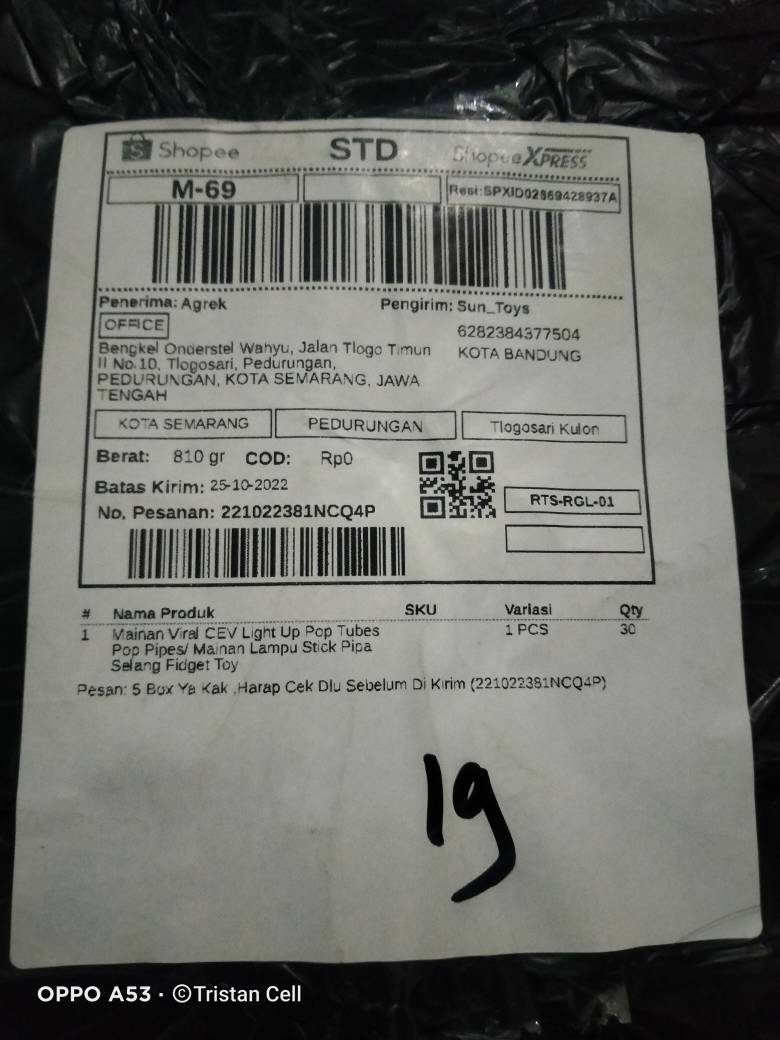 Shopee STD Shopee XPRESS
M-69 Resi:SPXID02869428937A
Penerima: Agrek Pengirim: Sun_Toys
OFFICE 6282384377504
Bengkel Onderstel Wahyu, Jalan Tlogo Timun KOTA BANDUNG
II No.10, Tlogosari, Pedurungan,
PEDURUNGAN, KOTA SEMARANG, JAWA
TENGAH
KOTA SEMARANG PEDURUNGAN Tlogosari Kulon
Berat: 810 gr COD: Rp0
Batas Kirim: 25-10-2022
RTS-RGL-01
No. Pesanan: 221022381NCQ4P
# Nama Produk SKU Variasi Qty
1 Mainan Viral CEV Light Up Pop Tubes 1 PCS 30
Pop Pipes/ Mainan Lampu Stick Pipa
Selang Fidget Toy
Pesan: 5 Box Ya Kak ,Harap Cek Dlu Sebelum Di Kirim (221022381NCQ4P)
19
OPPO A53 · ©Tristan Cell